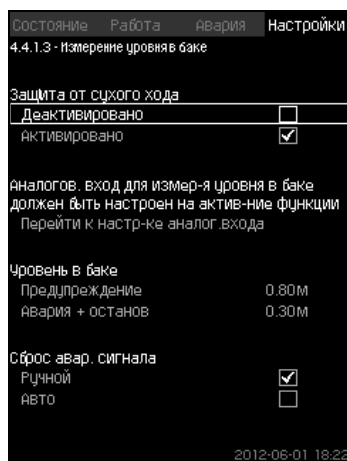 Состояние Работа Авария Настройки
4.4.1.3 - Измерение уровня в баке
Защита от сухого хода
Деактивировано
Активировано
Аналогов. вход для измер-я уровня в баке
должен быть настроен на актив-ние функции
Перейти к настр-ке аналог.входа
Уровень в баке
Предупреждение 0.80м
Авария + останов 0.30м
Сброс авар. сигнала
Ручной
Авто
2012-06-01 18:22